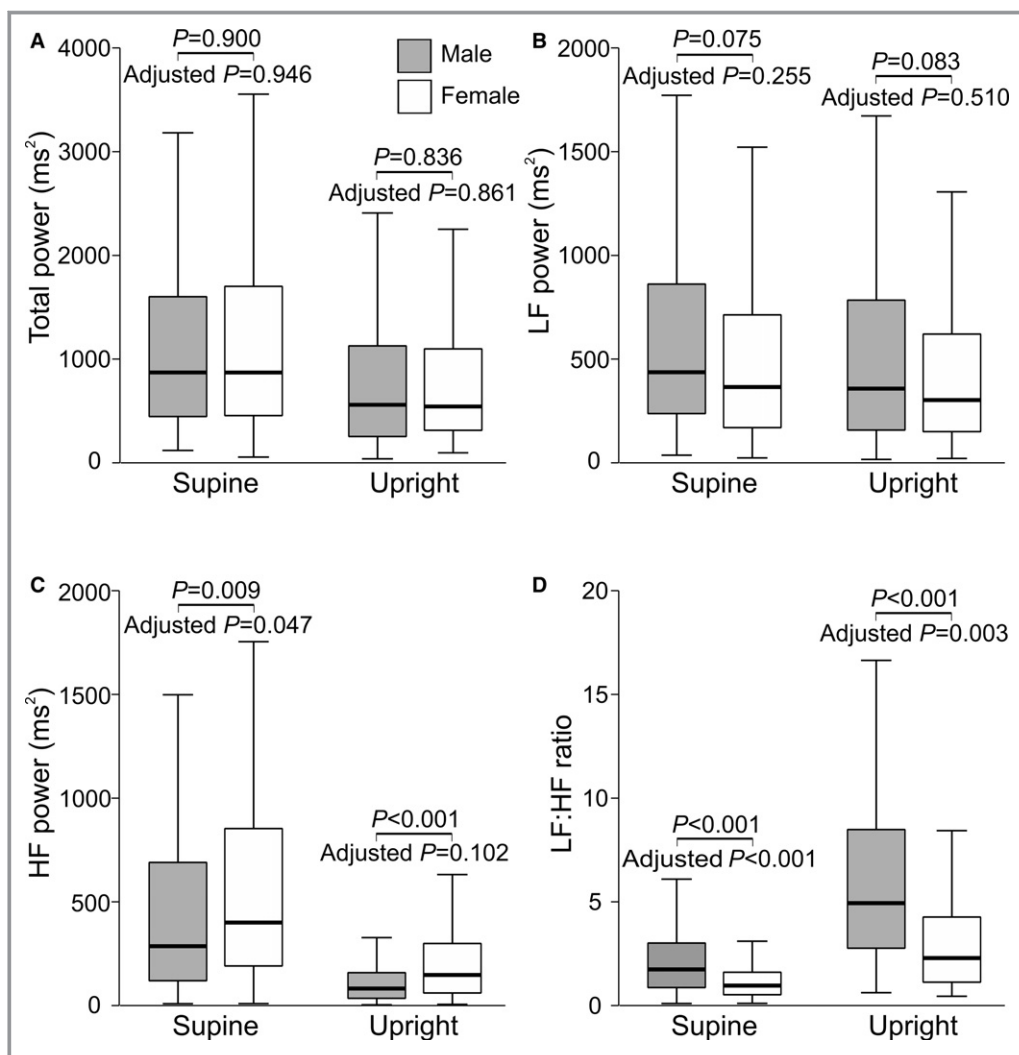 A
4000
3000
2000
1000
0
Total power (ms²)
P=0.900
Adjusted P=0.946
Male
Female
P=0.836
Adjusted P=0.861
Supine
Upright
B
2000
1500
1000
500
0
LF power (ms²)
P=0.075
Adjusted P=0.255
P=0.083
Adjusted P=0.510
Supine
Upright
C
2000
1500
1000
500
0
HF power (ms²)
P=0.009
Adjusted P=0.047
P<0.001
Adjusted P=0.102
Supine
Upright
D
20
15
10
5
0
LF:HF ratio
P<0.001
Adjusted P<0.001
P<0.001
Adjusted P=0.003
Supine
Upright